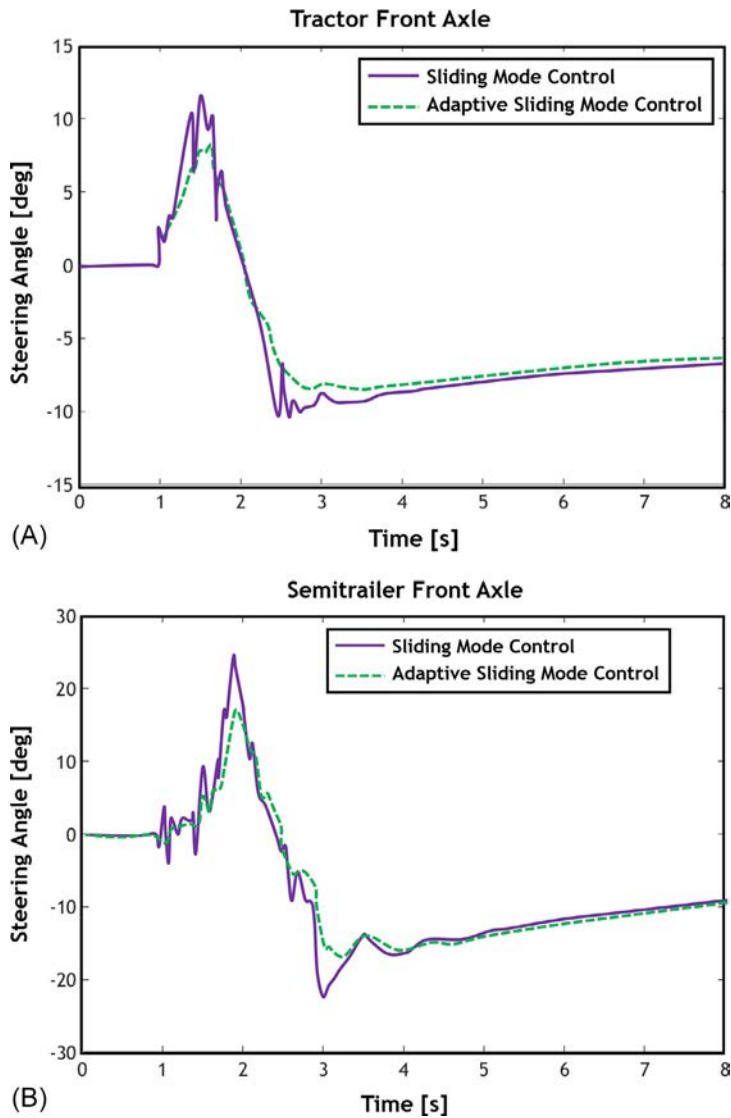 Tractor Front Axle
15
10
5
0
-5
-10
-15
Steering Angle [deg]
Sliding Mode Control
Adaptive Sliding Mode Control
0 1 2 3 4 5 6 7 8
Time [s]
(A)
Semitrailer Front Axle
30
20
10
0
-10
-20
-30
Steering Angle [deg]
Sliding Mode Control
Adaptive Sliding Mode Control
0 1 2 3 4 5 6 7 8
Time [s]
(B)